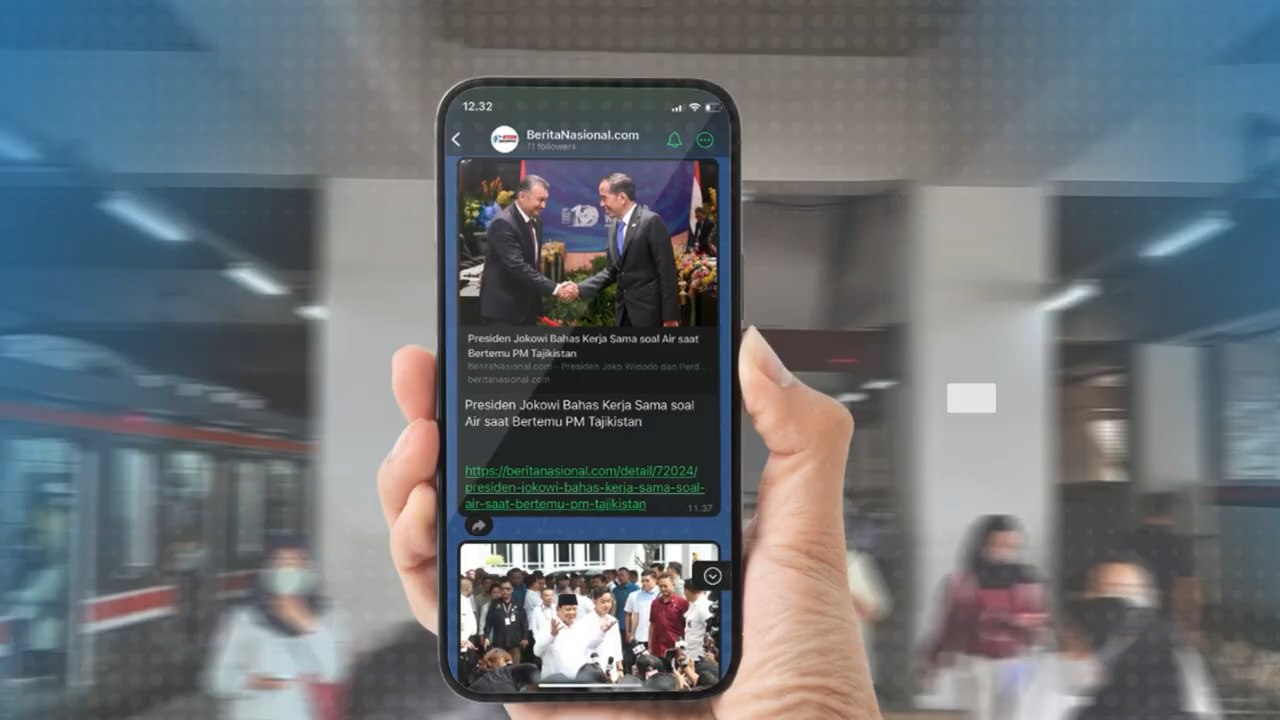 12.32
BeritaNasional.com
11 followers
10
Presiden Jokowi Bahas Kerja Sama soal Air saat
Bertemu PM Tajikistan
BeritaNasional.com - Presiden Joko Widodo dan Perd...
beritanasional.com
Presiden Jokowi Bahas Kerja Sama soal
Air saat Bertemu PM Tajikistan
https://beritanasional.com/detail/72024/
presiden-jokowi-bahas-kerja-sama-soal-
air-saat-bertemu-pm-tajikistan
11.37